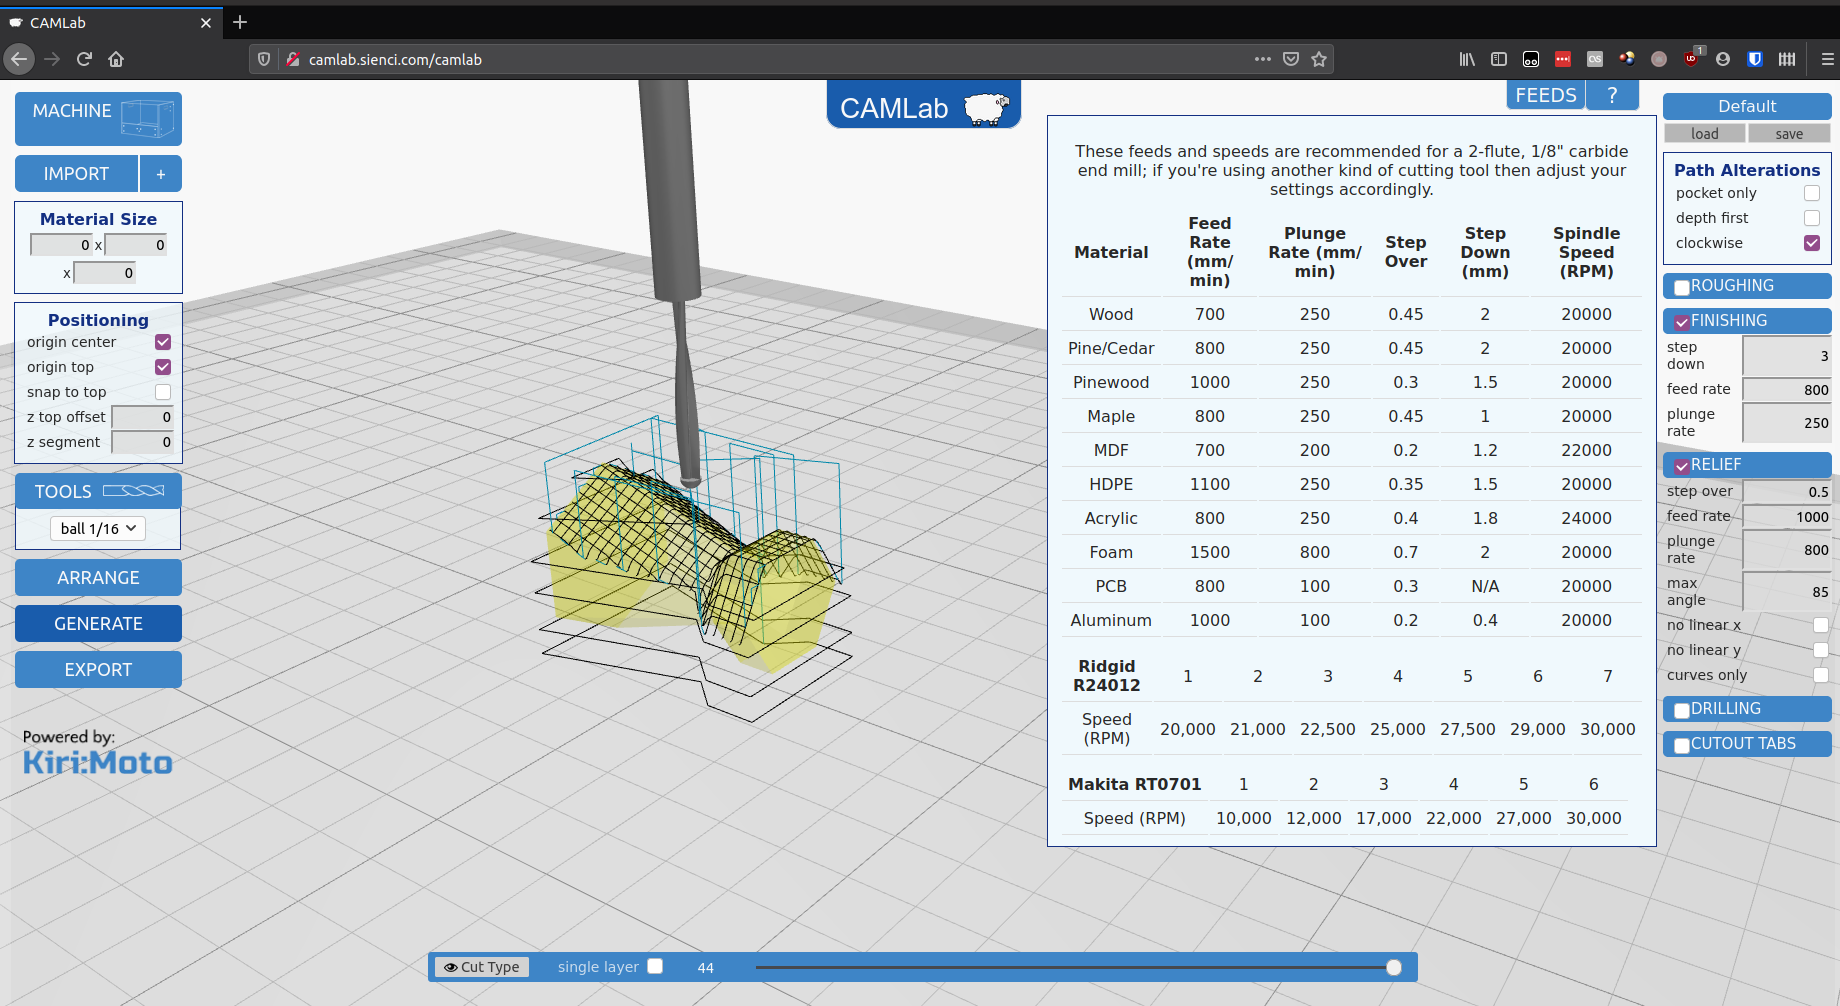 CAMLab
camlab.sienci.com/camlab
1
MACHINE
IMPORT +
Material Size
0 x 0
x 0
Positioning
origin center
origin top
snap to top
z top offset 0
z segment 0
TOOLS
ball 1/16
ARRANGE
GENERATE
EXPORT
Powered by:
Kiri:Moto
CAMLab
FEEDS ?
These feeds and speeds are recommended for a 2-flute, 1/8" carbide
end mill; if you're using another kind of cutting tool then adjust your
settings accordingly.
Material Feed Rate (mm/ min) Plunge Rate (mm/ min) Step Over Step Down (mm) Spindle Speed (RPM)
Wood 700 250 0.45 2 20000
Pine/Cedar 800 250 0.45 2 20000
Pinewood 1000 250 0.3 1.5 20000
Maple 800 250 0.45 1 20000
MDF 700 200 0.2 1.2 22000
HDPE 1100 250 0.35 1.5 20000
Acrylic 800 250 0.4 1.8 24000
Foam 1500 800 0.7 2 20000
PCB 800 100 0.3 N/A 20000
Aluminum 1000 100 0.2 0.4 20000
Ridgid R24012 1 2 3 4 5 6 7
Speed (RPM) 20,000 21,000 22,500 25,000 27,500 29,000 30,000
Makita RT0701 1 2 3 4 5 6
Speed (RPM) 10,000 12,000 17,000 22,000 27,000 30,000
Default
load save
Path Alterations
pocket only
depth first
clockwise
ROUGHING
FINISHING
step down 3
feed rate 800
plunge rate 250
RELIEF
step over 0.5
feed rate 1000
plunge rate 800
max angle 85
no linear x
no linear y
curves only
DRILLING
CUTOUT TABS
Cut Type single layer 44